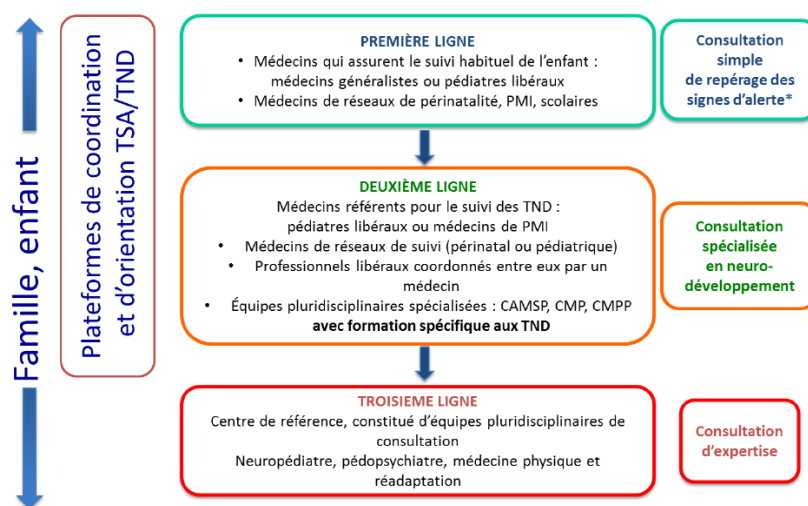 Famille, enfant
Plateformes de coordination
et d’orientation TSA/TND
PREMIÈRE LIGNE
• Médecins qui assurent le suivi habituel de l’enfant :
médecins généralistes ou pédiatres libéraux
• Médecins de réseaux de périnatalité, PMI, scolaires
Consultation
simple
de repérage des
signes d’alerte*
DEUXIÈME LIGNE
Médecins référents pour le suivi des TND :
pédiatres libéraux ou médecins de PMI
• Médecins de réseaux de suivi (périnatal ou pédiatrique)
• Professionnels libéraux coordonnés entre eux par un
médecin
• Équipes pluridisciplinaires spécialisées : CAMSP, CMP, CMPP
avec formation spécifique aux TND
Consultation
spécialisée
en neuro-
développement
TROISIEME LIGNE
Centre de référence, constitué d’équipes pluridisciplinaires de
consultation
Neuropédiatre, pédopsychiatre, médecine physique et
réadaptation
Consultation
d’expertise